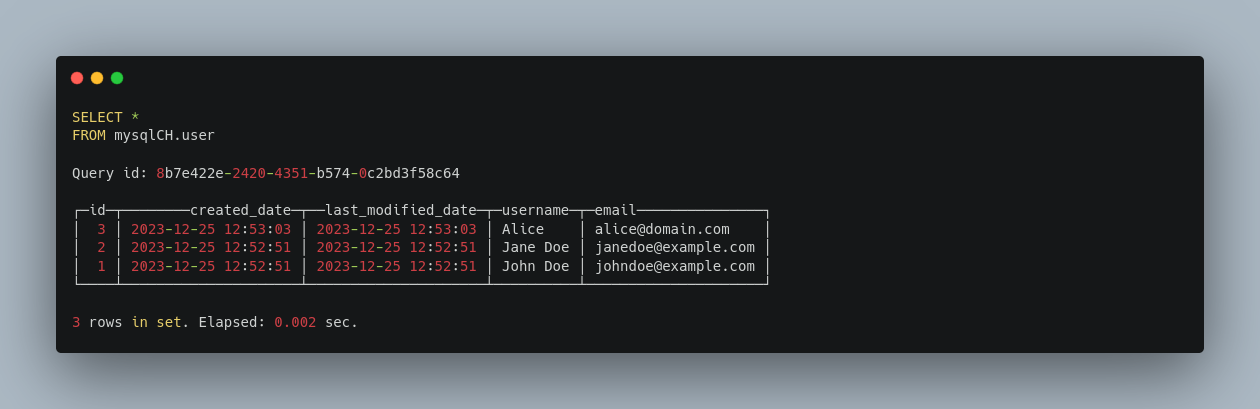 SELECT *
FROM mysqlCH.user
Query id: 8b7e422e-2420-4351-b574-0c2bd3f58c64
┌─id─┬────────created_date─┬──last_modified_date─┬─username─┬─email───────────────┐
│  3 │ 2023-12-25 12:53:03 │ 2023-12-25 12:53:03 │ Alice    │ alice@domain.com    │
│  2 │ 2023-12-25 12:52:51 │ 2023-12-25 12:52:51 │ Jane Doe │ janedoe@example.com │
│  1 │ 2023-12-25 12:52:51 │ 2023-12-25 12:52:51 │ John Doe │ johndoe@example.com │
└────┴─────────────────────┴─────────────────────┴──────────┴─────────────────────┘
3 rows in set. Elapsed: 0.002 sec.